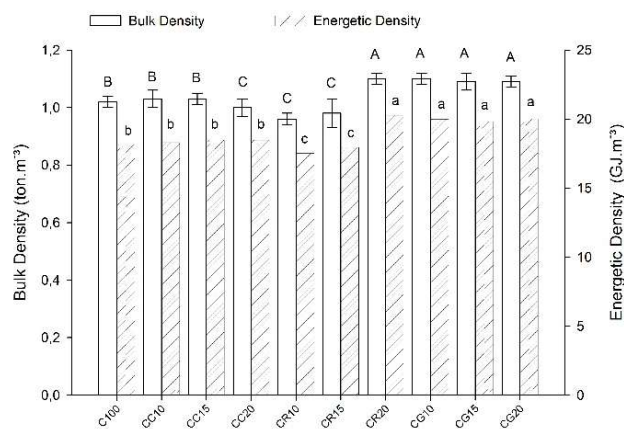 Bulk Density
Energetic Density
1,2
1,0
0,8
0,6
0,4
0,2
0,0
Bulk Density (ton.m⁻³)
B
B
B
C
C
C
A
A
A
A
b
b
b
b
c
c
a
a
a
a
25
20
15
10
5
0
Energetic Density (GJ.m⁻³)
C100
CC10
CC15
CC20
CR10
CR15
CR20
CG10
CG15
CG20